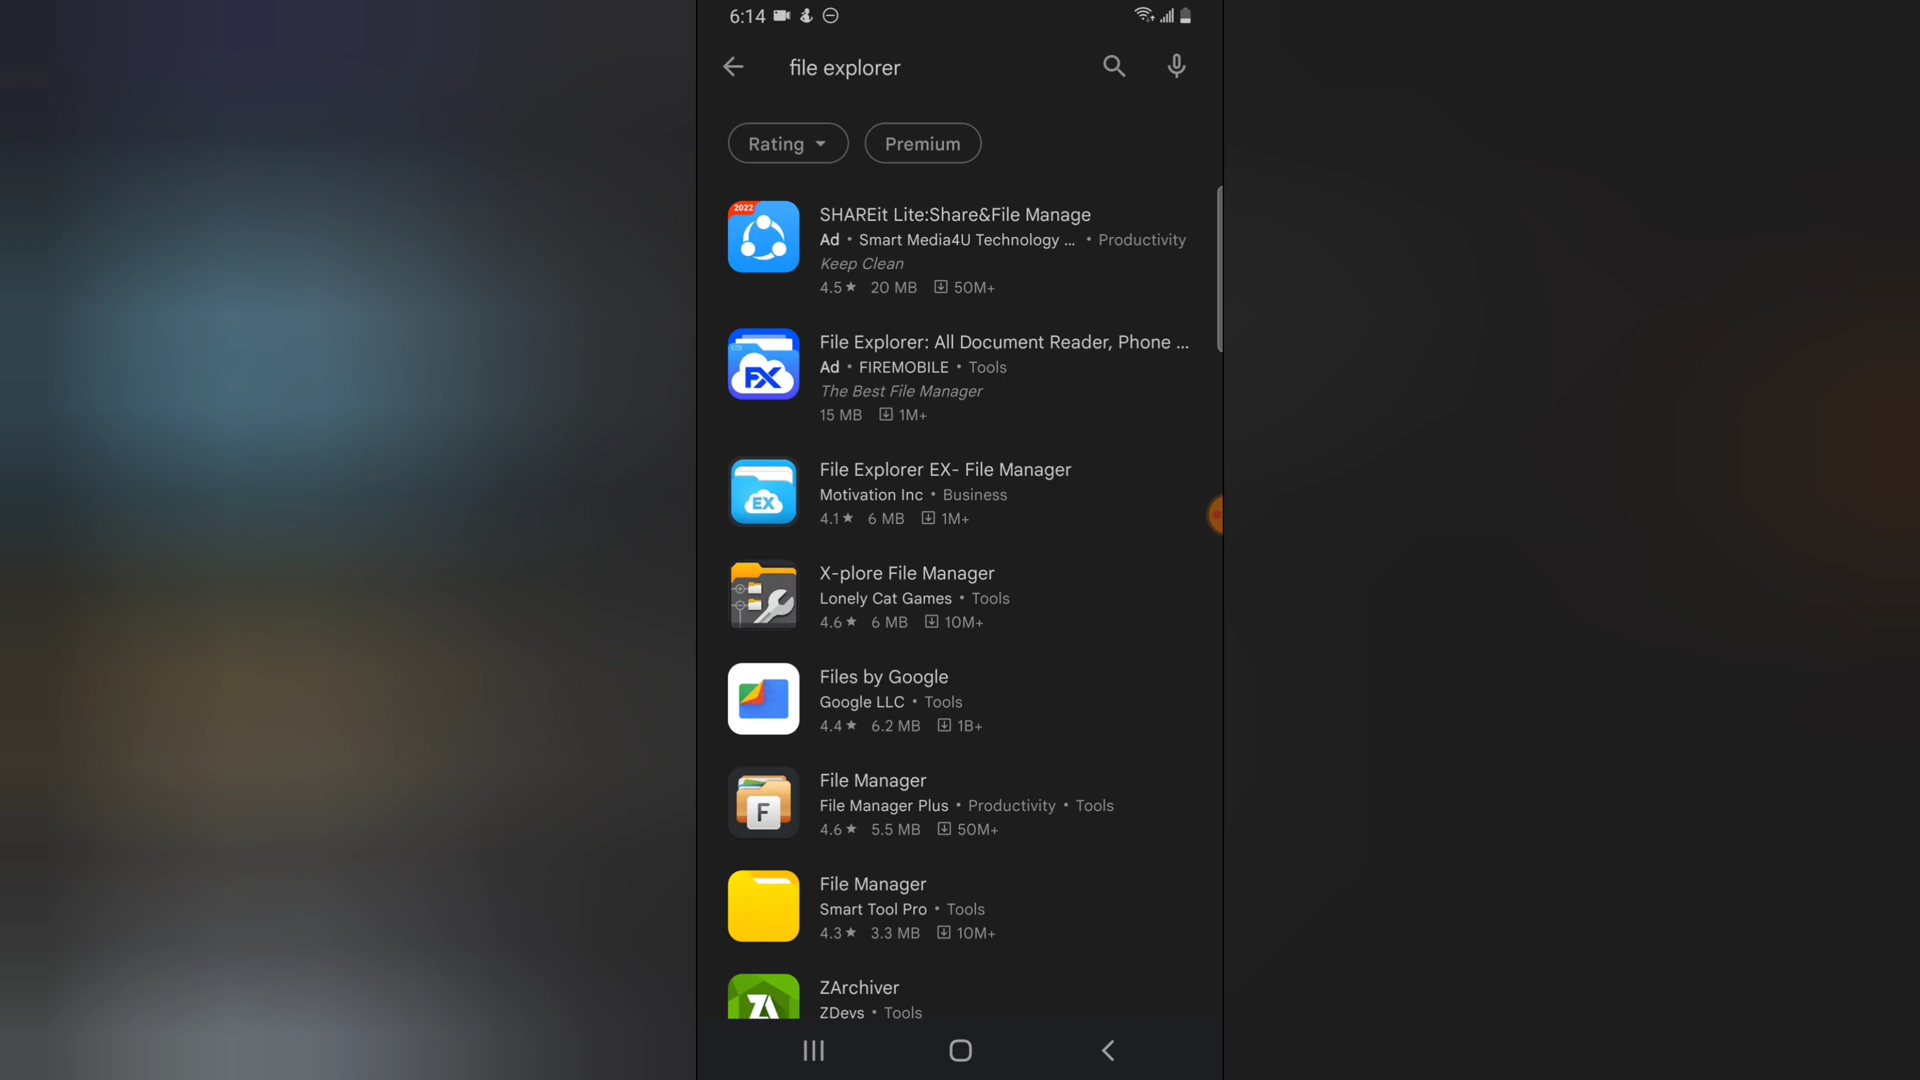 6:14
file explorer
Rating
Premium
2022
SHAREit Lite:Share&File Manage
Ad • Smart Media4U Technology ... • Productivity
Keep Clean
4.5★ 20 MB 50M+
FX
File Explorer: All Document Reader, Phone ...
Ad • FIREMOBILE • Tools
The Best File Manager
15 MB 1M+
EX
File Explorer EX- File Manager
Motivation Inc • Business
4.1★ 6 MB 1M+
X-plore File Manager
Lonely Cat Games • Tools
4.6★ 6 MB 10M+
Files by Google
Google LLC • Tools
4.4★ 6.2 MB 1B+
F
File Manager
File Manager Plus • Productivity • Tools
4.6★ 5.5 MB 50M+
File Manager
Smart Tool Pro • Tools
4.3★ 3.3 MB 10M+
ZA
ZArchiver
ZDevs • Tools